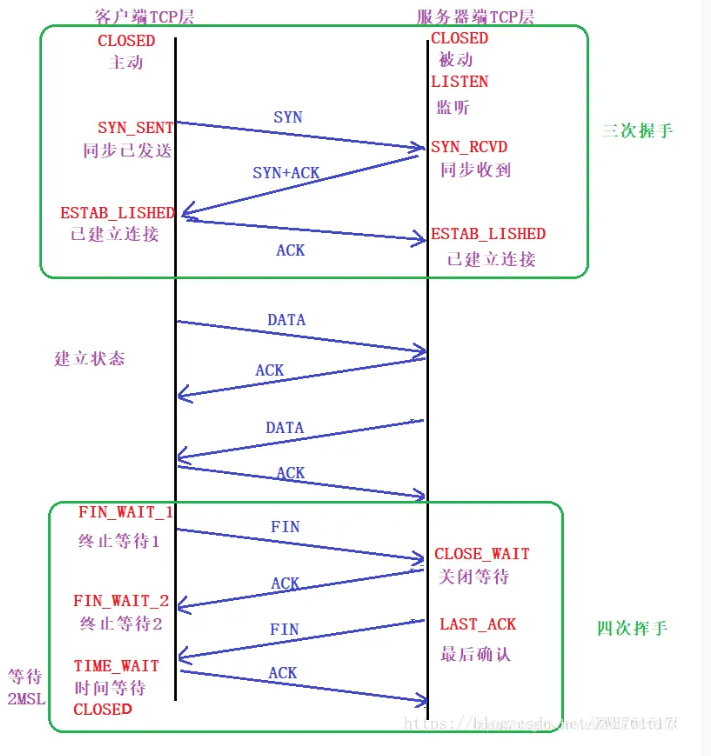 客户端TCP层 服务器端TCP层
CLOSED CLOSED
主动 被动
LISTEN
监听
SYN
SYN_SENT
同步已发送
三次握手
SYN_RCVD
同步收到
SYN+ACK
ESTAB_LISHED
已建立连接
ACK
ESTAB_LISHED
已建立连接
DATA
建立状态
ACK
DATA
ACK
FIN_WAIT_1
终止等待1
FIN
CLOSE_WAIT
关闭等待
ACK
FIN_WAIT_2
终止等待2
FIN
LAST_ACK
最后确认
四次挥手
等待
2MSL
TIME_WAIT
时间等待
ACK
CLOSED